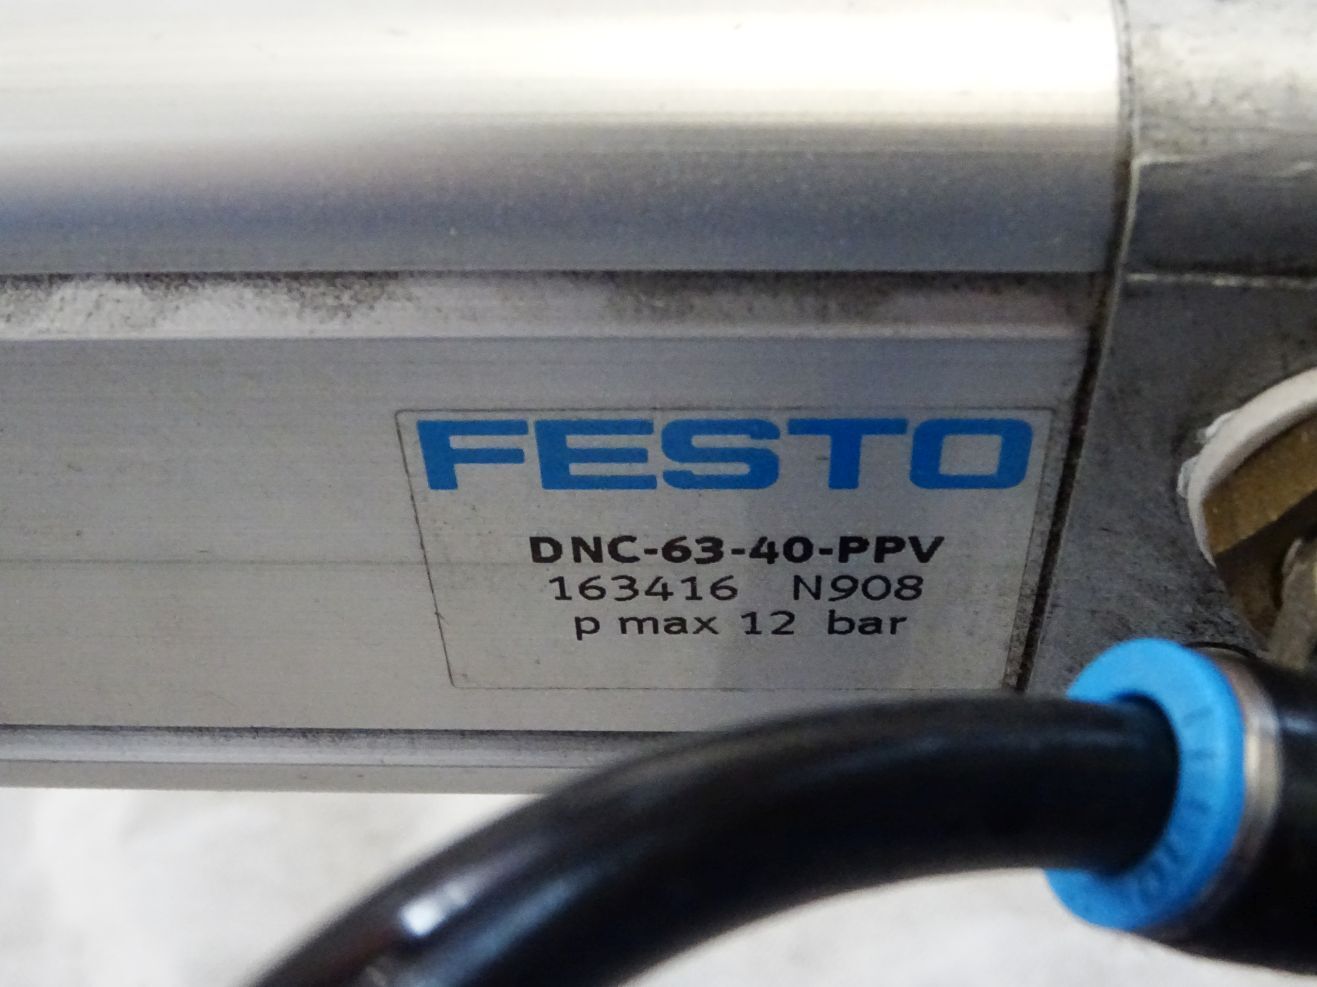 FESTO
DNC-63-40-PPV
163416 N908
p max 12 bar